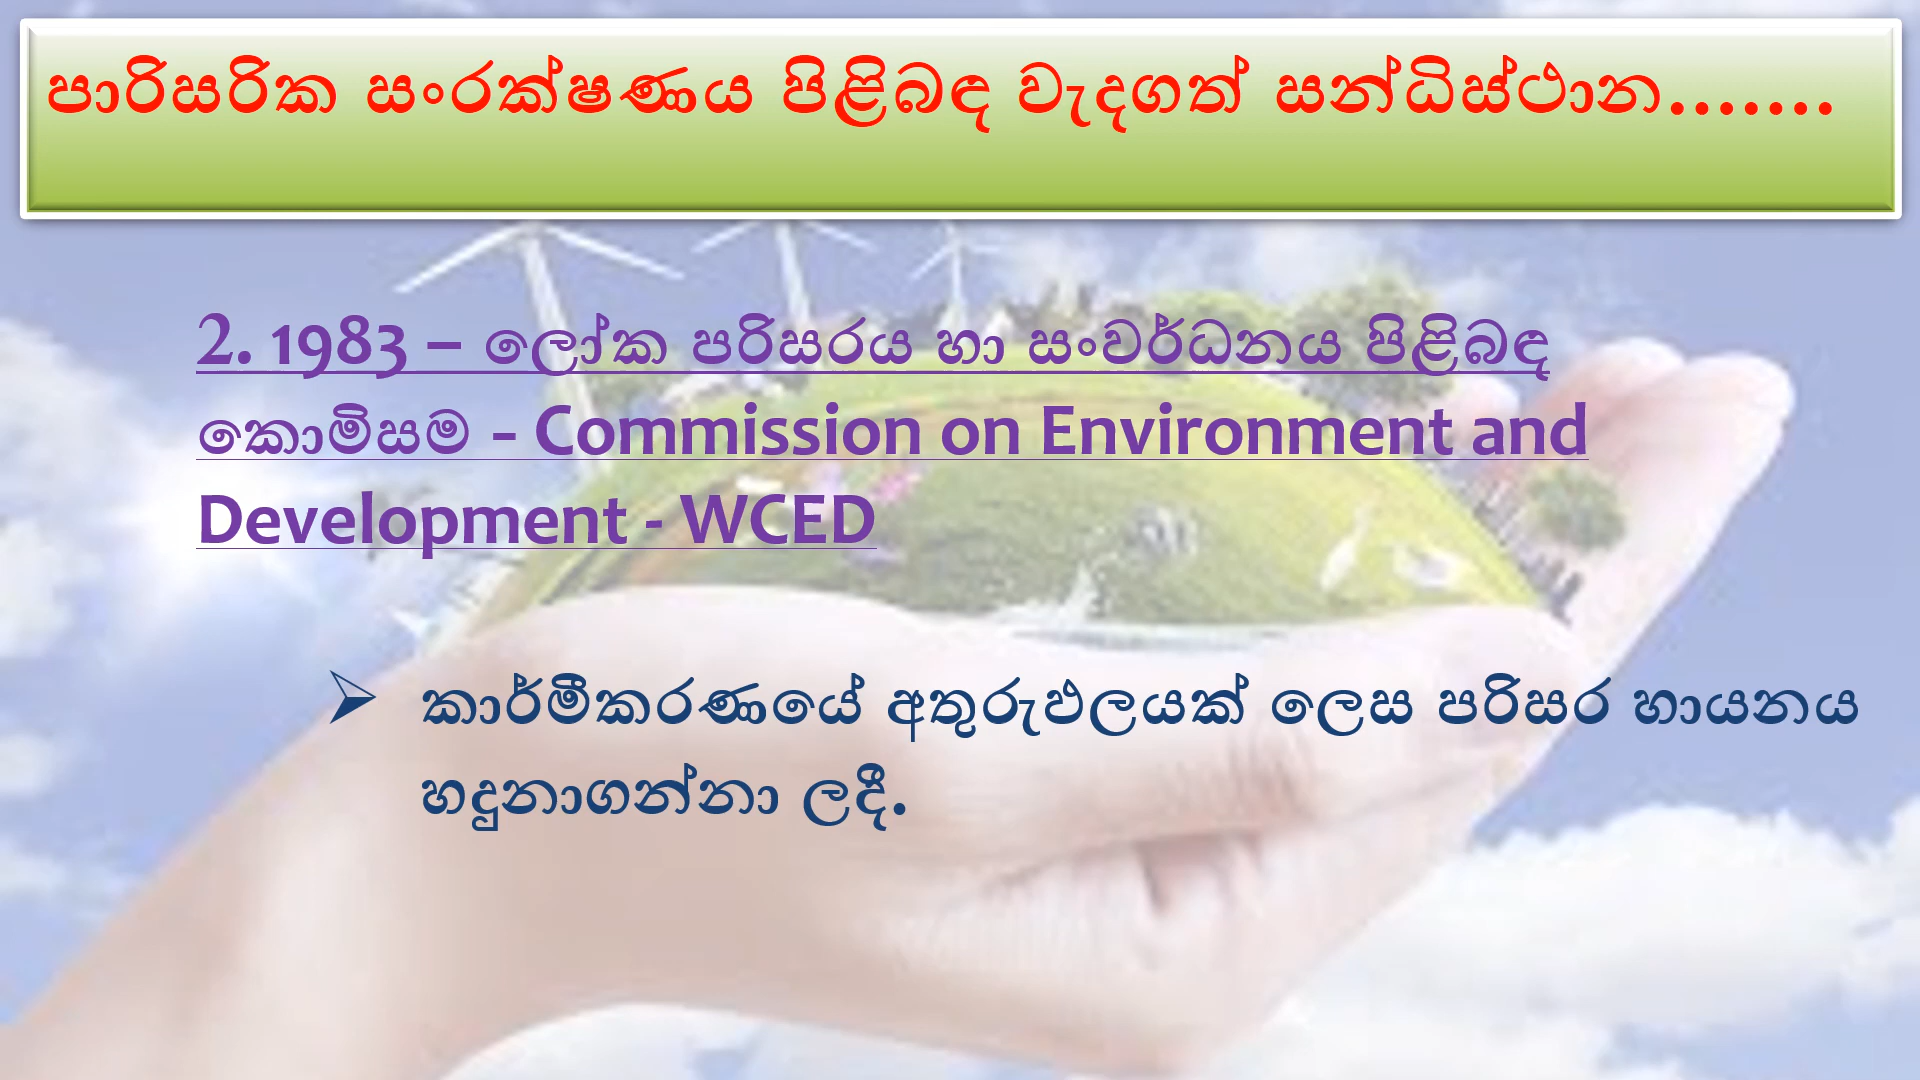 පාරිසරික සංරක්ෂණය පිළිබඳ වැදගත් සන්ධිස්ථාන.......
2. 1983 – ලෝක පරිසරය හා සංවර්ධනය පිළිබඳ
කොමිසම - Commission on Environment and
Development - WCED
➢ කාර්මීකරණයේ අතුරුඵලයක් ලෙස පරිසර හායනය
හදුනාගන්නා ලදී.